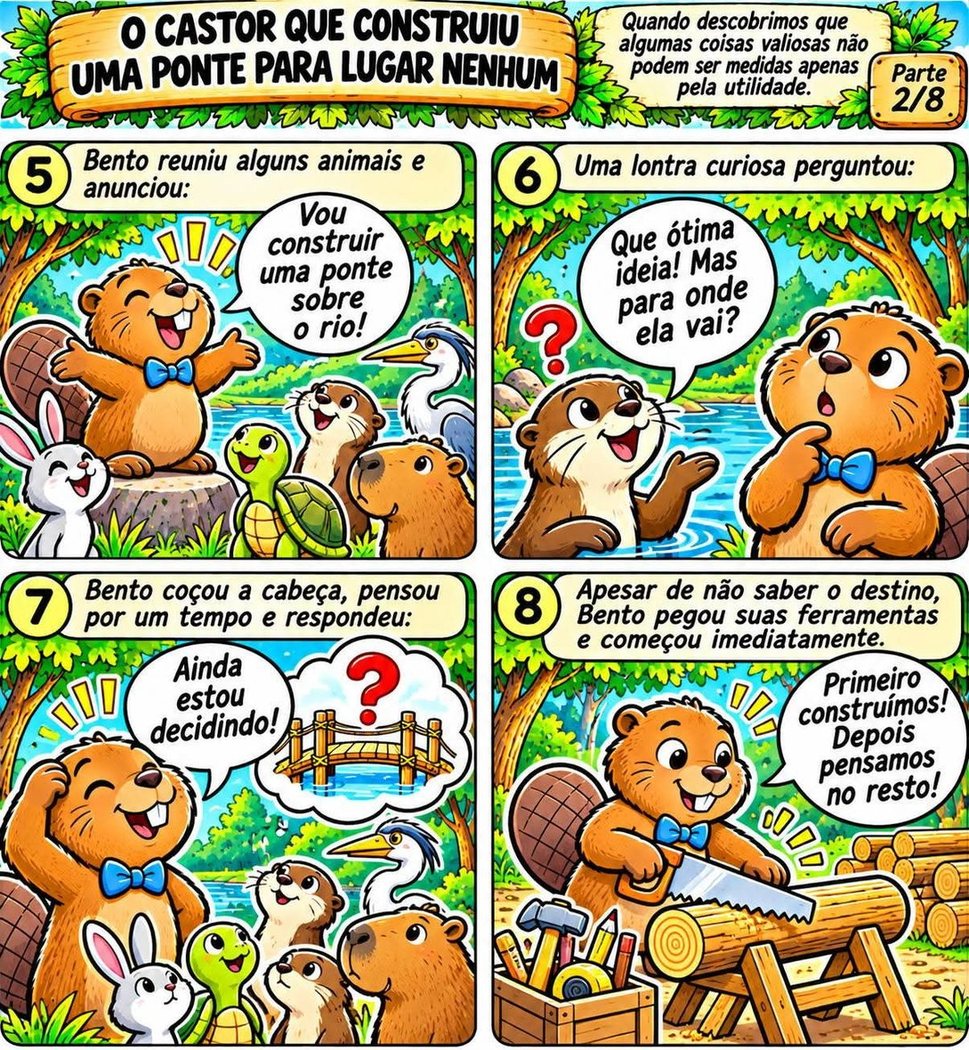 O CASTOR QUE CONSTRUIU
UMA PONTE PARA LUGAR NENHUM
Quando descobrimos que
algumas coisas valiosas não
podem ser medidas apenas
pela utilidade.
Parte
2/8
5
Bento reuniu alguns animais e
anunciou:
Vou
construir
uma ponte
sobre
o rio!
6
Uma lontra curiosa perguntou:
Que ótima
ideia! Mas
para onde
ela vai?
?
7
Bento coçou a cabeça, pensou
por um tempo e respondeu:
Ainda
estou
decidindo!
?
8
Apesar de não saber o destino,
Bento pegou suas ferramentas
e começou imediatamente.
Primeiro
construímos!
Depois
pensamos
no resto!